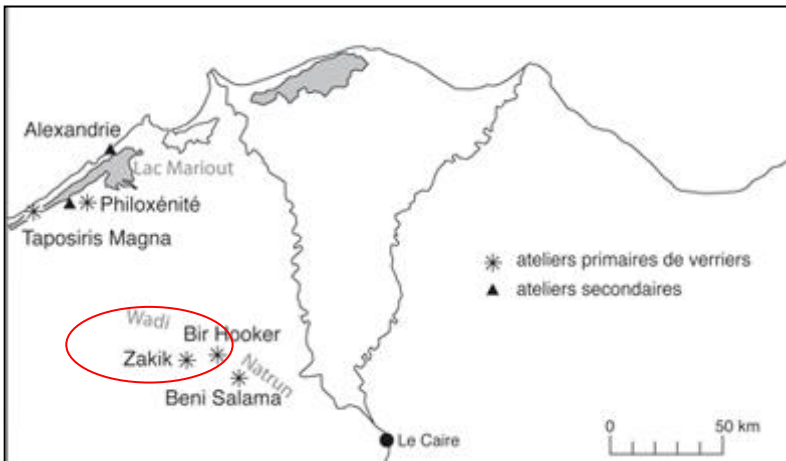 Alexandrie
Lac Mariout
Philoxénité
Taposiris Magna
ateliers primaires de verriers
ateliers secondaires
Wadi
Bir Hooker
Zakik
Natrun
Beni Salama
Le Caire
0 50 km